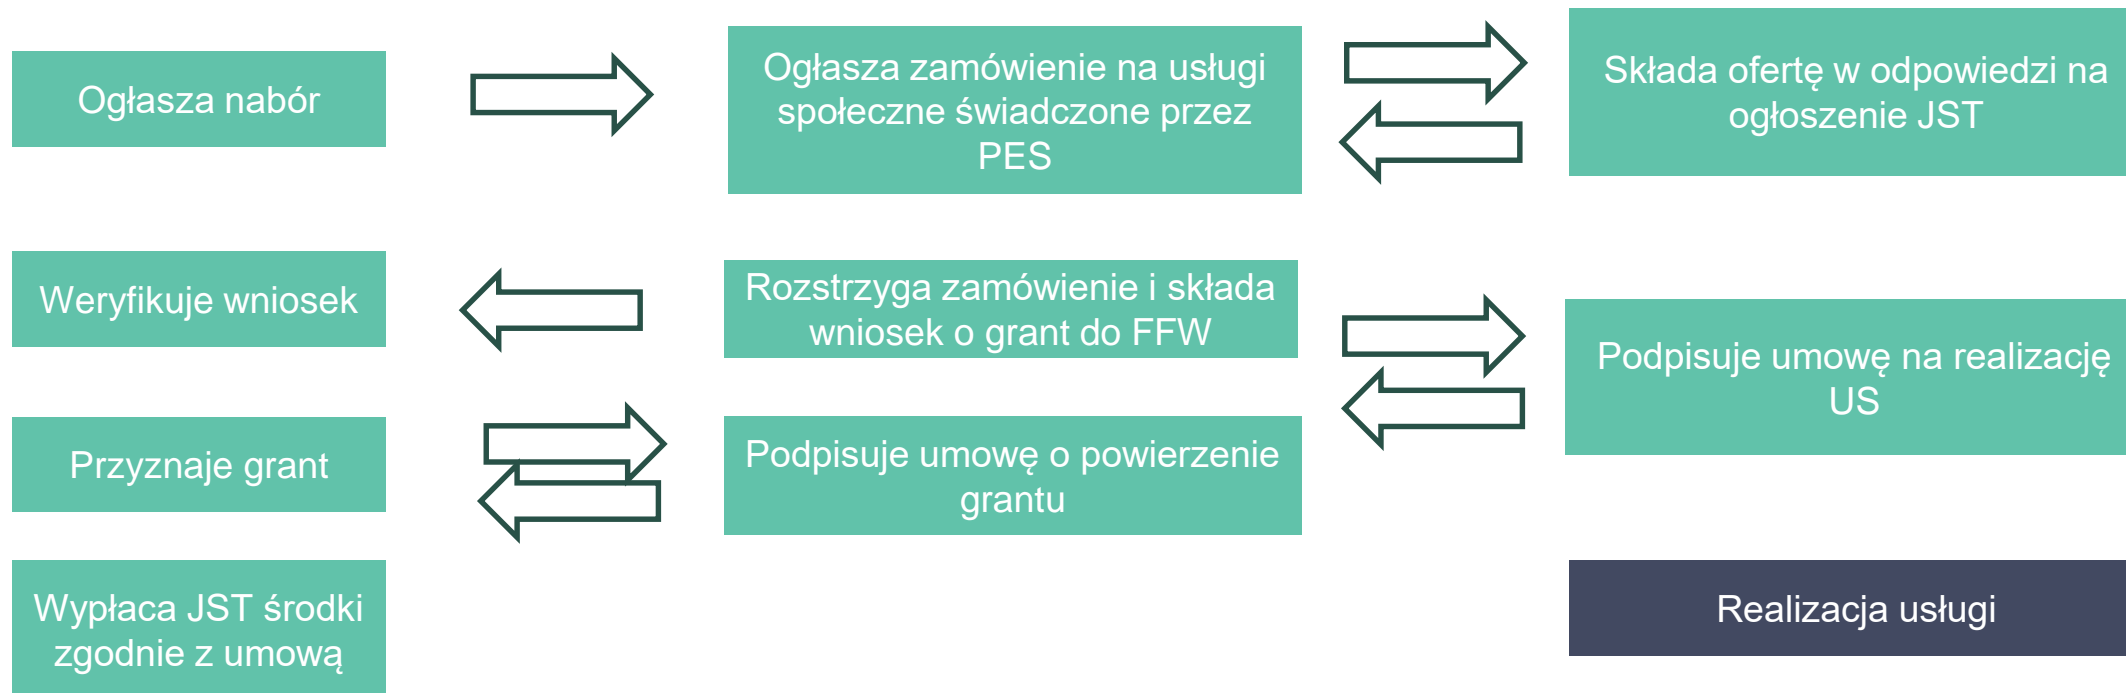 Ogłasza nabór
Ogłasza zamówienie na usługi
społeczne świadczone przez
PES
Składa ofertę w odpowiedzi na
ogłoszenie JST
Weryfikuje wniosek
Rozstrzyga zamówienie i składa
wniosek o grant do FFW
Podpisuje umowę na realizację
US
Przyznaje grant
Podpisuje umowę o powierzenie
grantu
Wypłaca JST środki
zgodnie z umową
Realizacja usługi